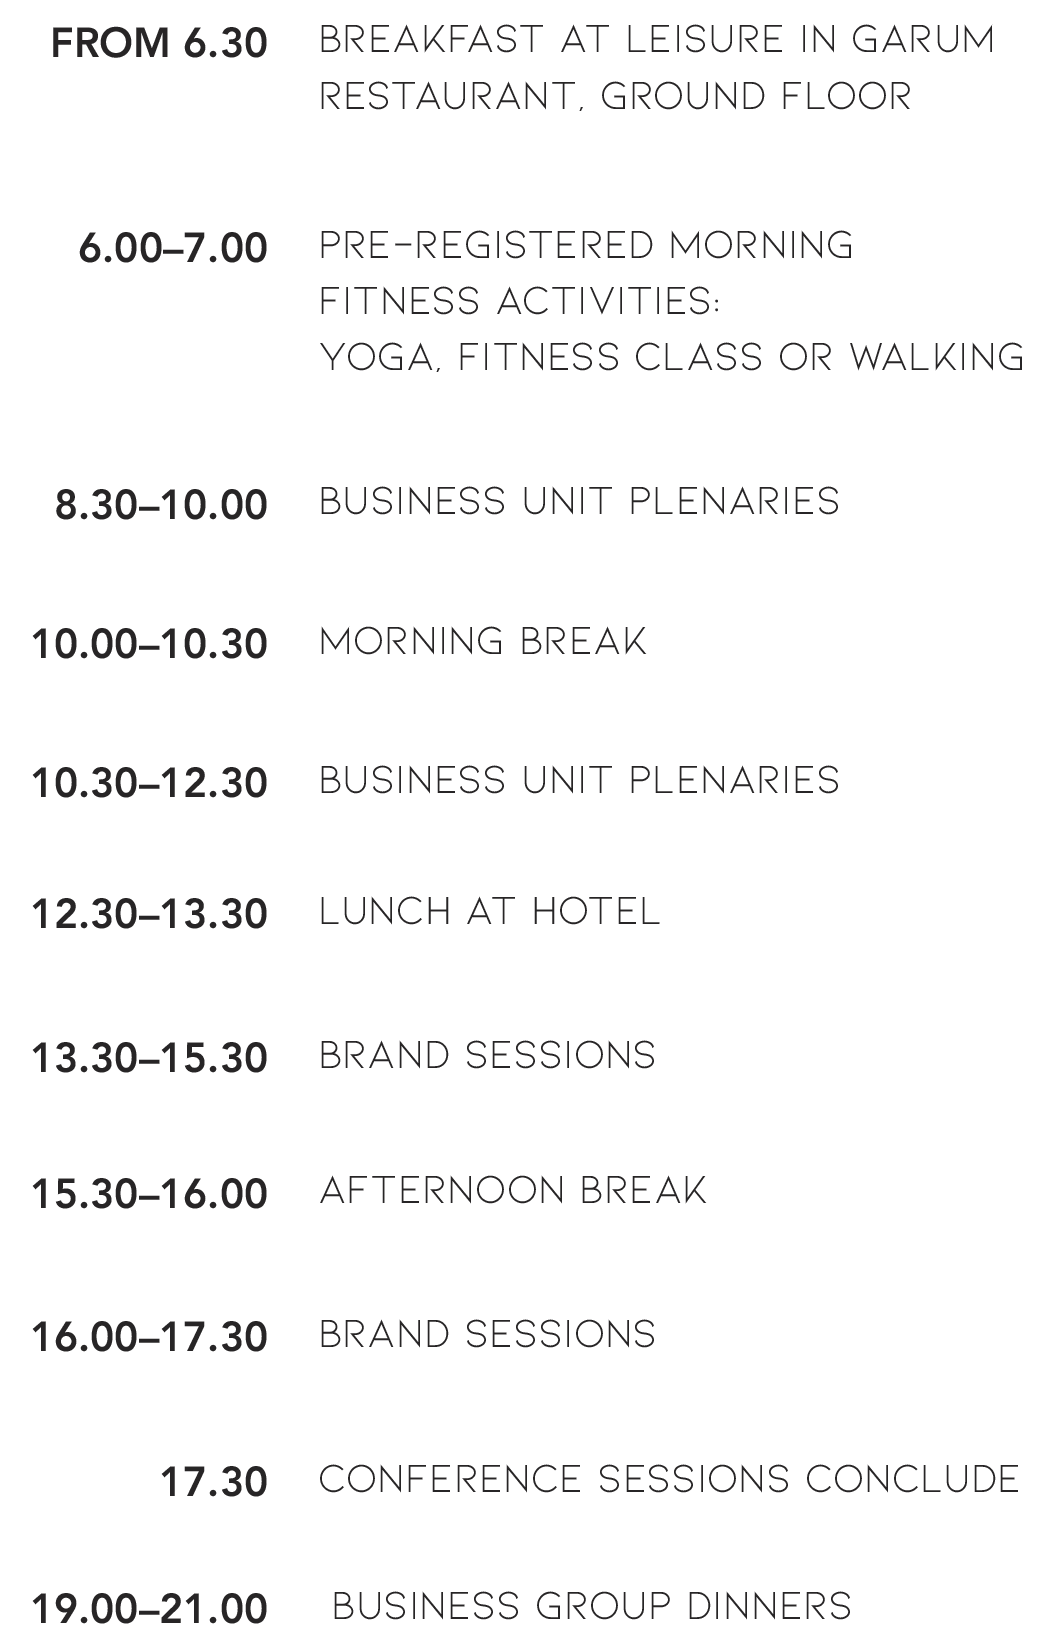 FROM 6.30 BREAKFAST AT LEISURE IN GARUM
RESTAURANT, GROUND FLOOR
6.00–7.00 PRE-REGISTERED MORNING
FITNESS ACTIVITIES:
YOGA, FITNESS CLASS OR WALKING
8.30–10.00 BUSINESS UNIT PLENARIES
10.00–10.30 MORNING BREAK
10.30–12.30 BUSINESS UNIT PLENARIES
12.30–13.30 LUNCH AT HOTEL
13.30–15.30 BRAND SESSIONS
15.30–16.00 AFTERNOON BREAK
16.00–17.30 BRAND SESSIONS
17.30 CONFERENCE SESSIONS CONCLUDE
19.00–21.00 BUSINESS GROUP DINNERS